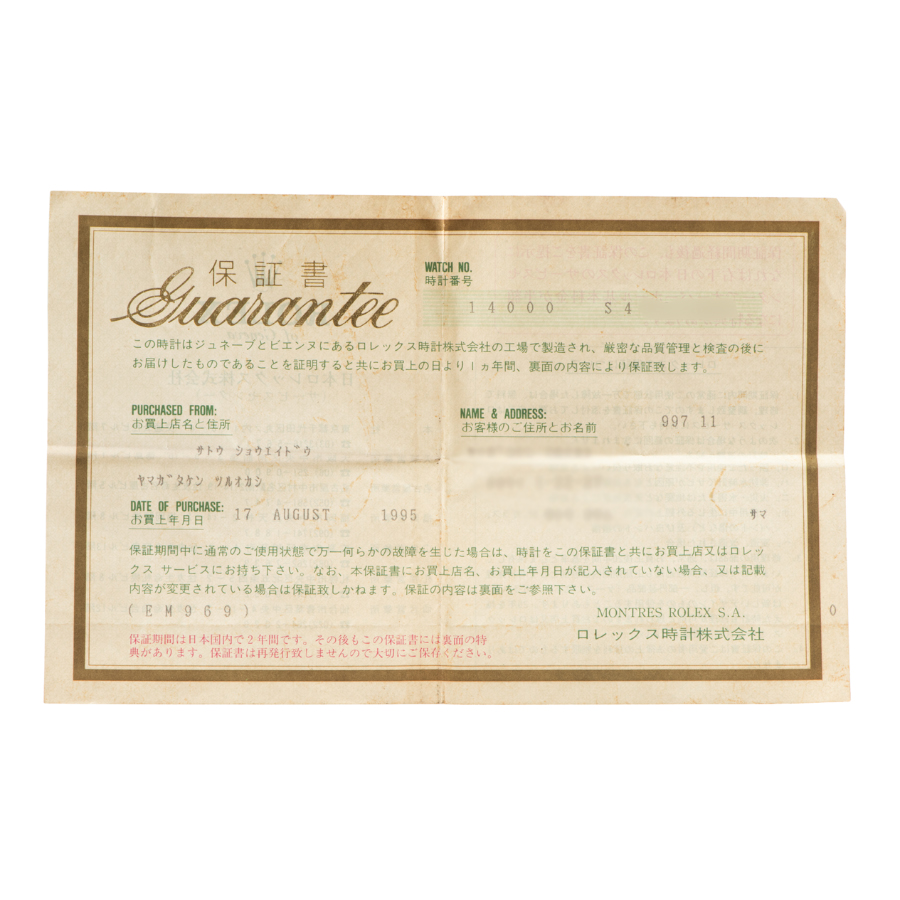 保証書
Guarantee
WATCH NO.
時計番号
14000 S4
この時計はジュネーブとビエンヌにあるロレックス時計株式会社の工場で製造され、厳密な品質管理と検査の後に
お届けしたものであることを証明すると共にお買上の日より1ヵ年間、裏面の内容により保証致します。
PURCHASED FROM:
お買上店名と住所
サトウ ショウエイドウ
ヤマガタケン ツルオカシ
NAME & ADDRESS:
お客様のご住所とお名前
997 11
サマ
DATE OF PURCHASE:
お買上年月日
17 AUGUST 1995
保証期間中に通常のご使用状態で万一何らかの故障を生じた場合は、時計をこの保証書と共にお買上店又はロレッ
クス サービスにお持ち下さい。なお、本保証書にお買上店名、お買上年月日が記入されていない場合、又は記載
内容が変更されている場合は保証致しかねます。保証の内容は裏面をご参照下さい。
(EM969)
MONTRES ROLEX S.A.
ロレックス時計株式会社
0
保証期間は日本国内で2年間です。その後もこの保証書には裏面の特
典があります。保証書は再発行致しませんので大切にご保存ください。